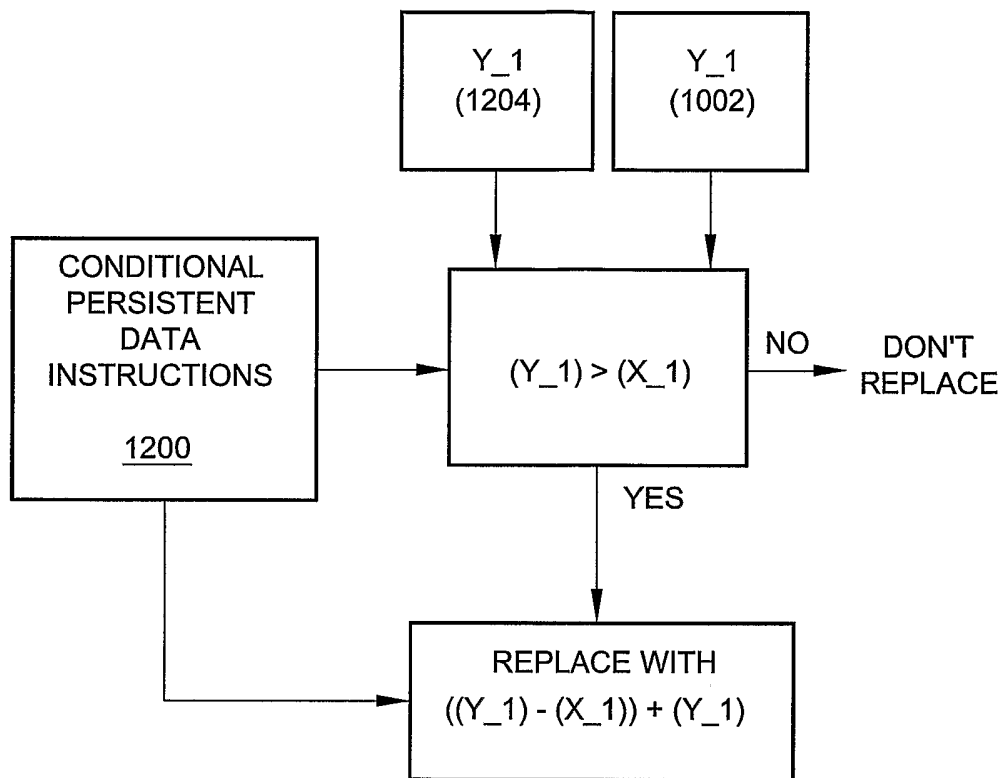 Y_1
(1204)
Y_1
(1002)
CONDITIONAL
PERSISTENT
DATA
INSTRUCTIONS
1200
(Y_1) > (X_1)
NO
DON'T
REPLACE
YES
REPLACE WITH
((Y_1) - (X_1)) + (Y_1)